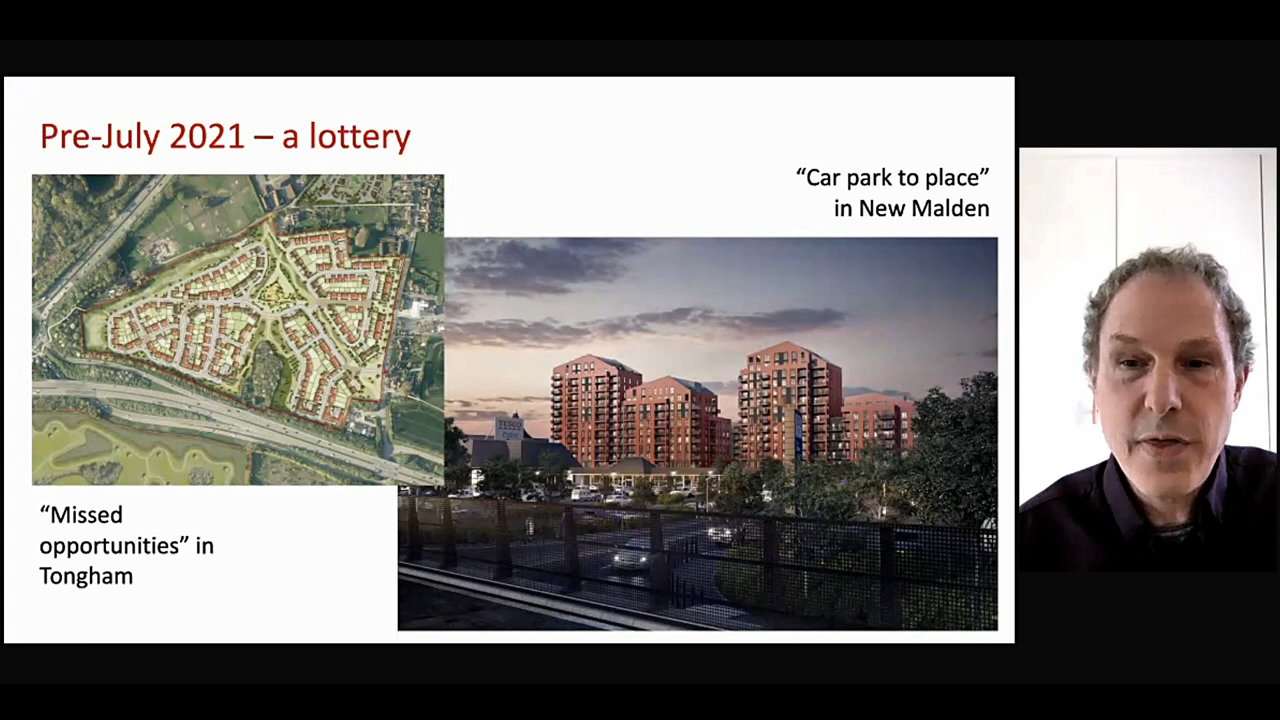 Pre-July 2021 – a lottery
“Car park to place”
in New Malden
TESCO
“Missed
opportunities” in
Tongham